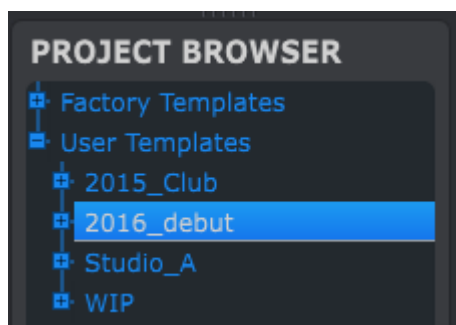 PROJECT BROWSER
Factory Templates
User Templates
2015_Club
2016_debut
Studio_A
WIP